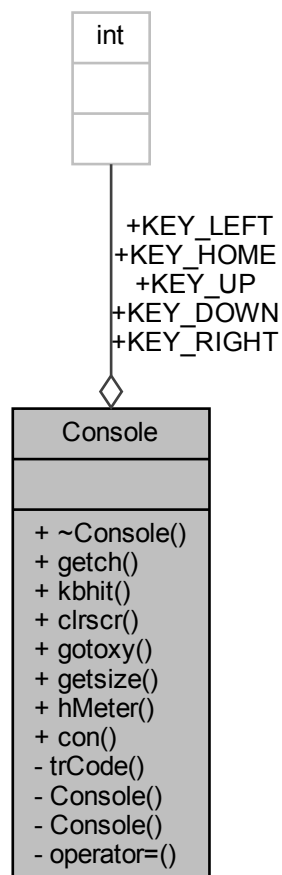 int
+KEY_LEFT
+KEY_HOME
+KEY_UP
+KEY_DOWN
+KEY_RIGHT
Console
+ ~Console()
+ getch()
+ kbhit()
+ clrscr()
+ gotoxy()
+ getsize()
+ hMeter()
+ con()
- trCode()
- Console()
- Console()
- operator=()